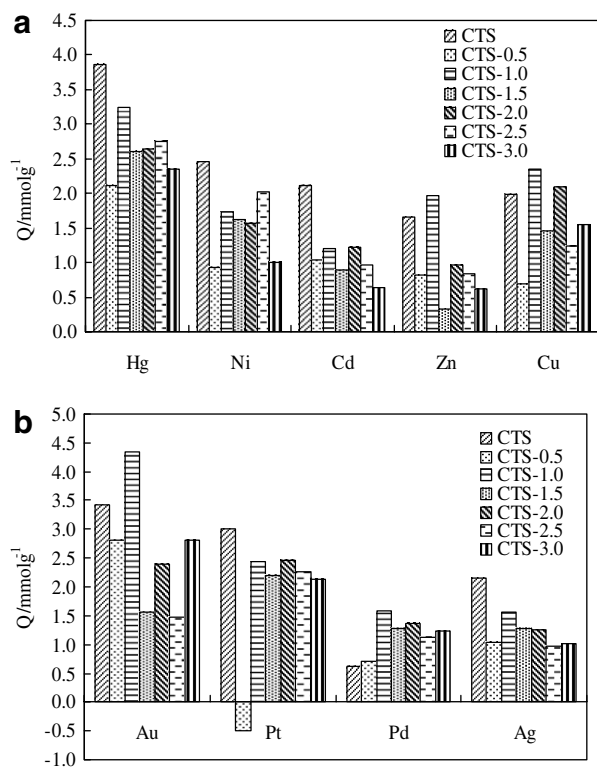 a
4.5
4.0
3.5
3.0
2.5
2.0
1.5
1.0
0.5
0.0
Q/mmolg-1
CTS
CTS-0.5
CTS-1.0
CTS-1.5
CTS-2.0
CTS-2.5
CTS-3.0
Hg Ni Cd Zn Cu
b
5.0
4.5
4.0
3.5
3.0
2.5
2.0
1.5
1.0
0.5
0.0
-0.5
-1.0
Q/mmolg-1
CTS
CTS-0.5
CTS-1.0
CTS-1.5
CTS-2.0
CTS-2.5
CTS-3.0
Au Pt Pd Ag